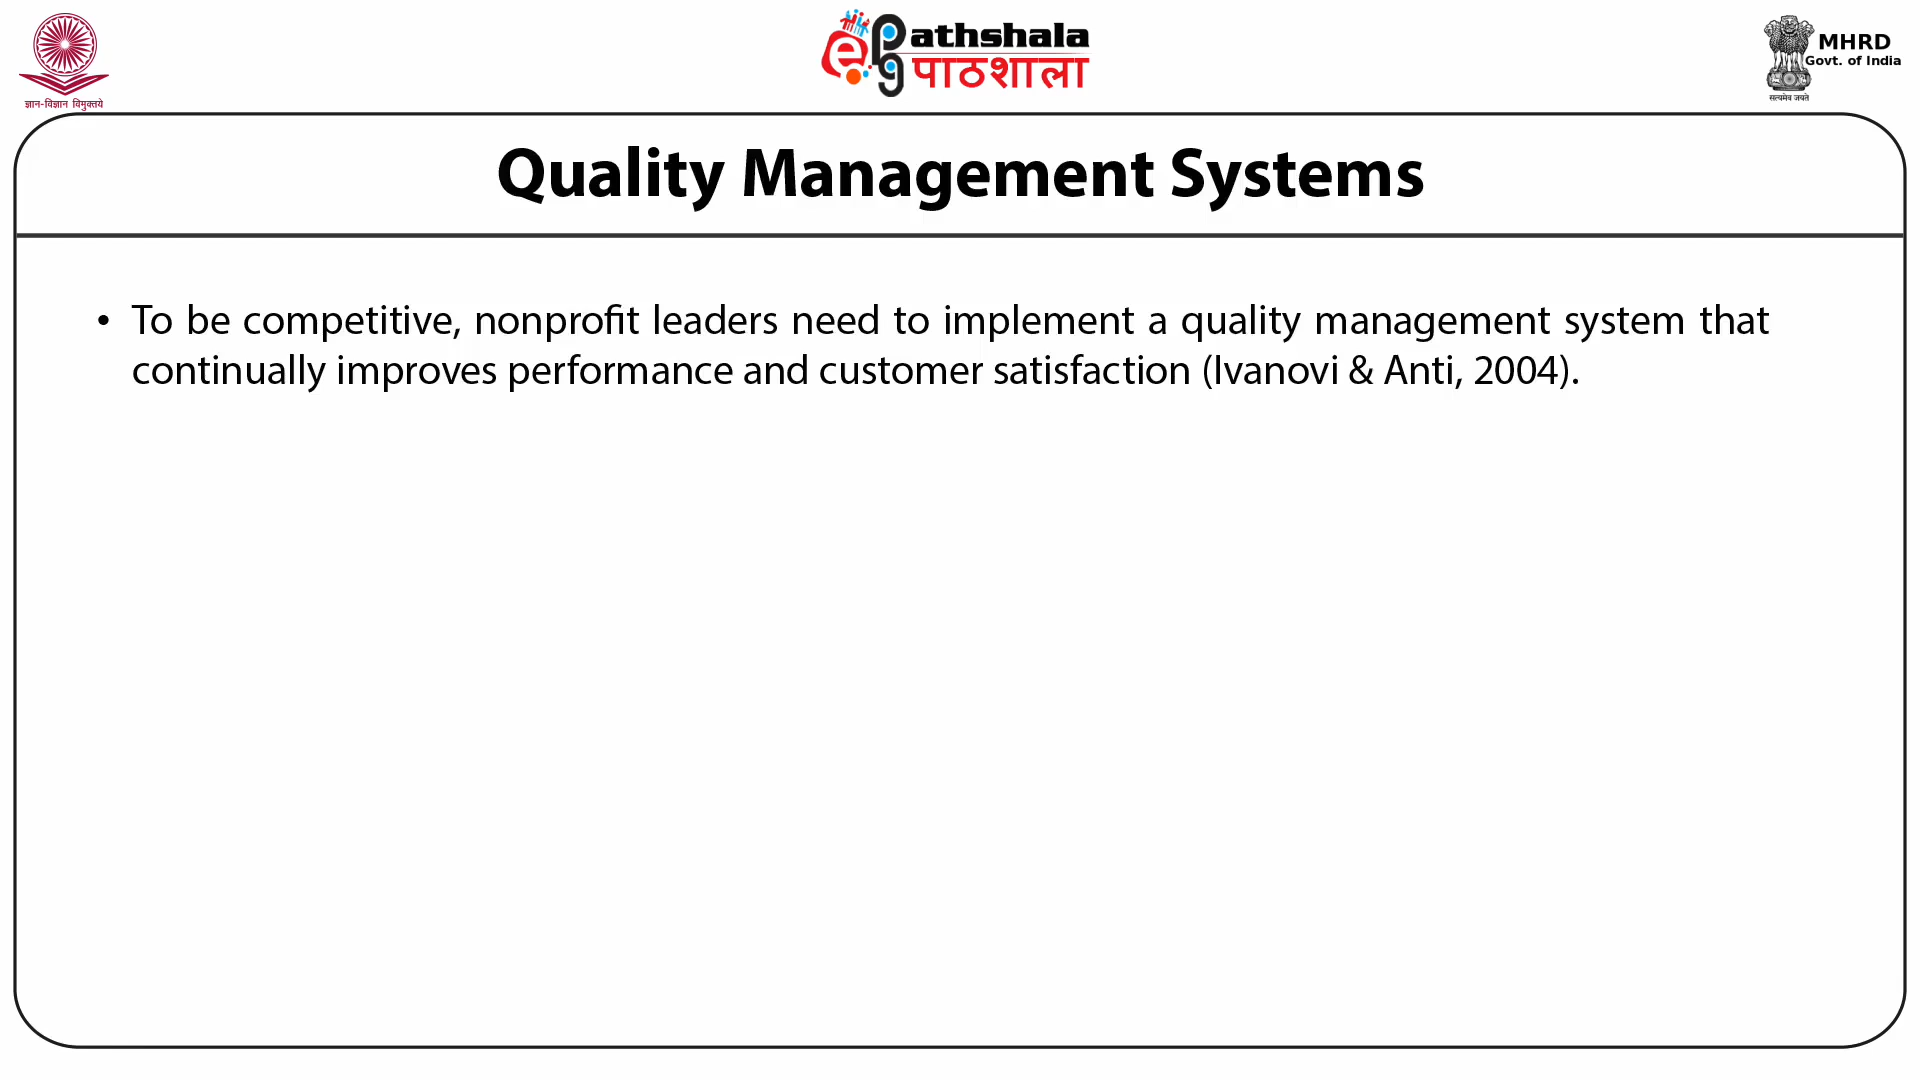 ज्ञान-विज्ञान विमुक्तये
e pg athshala
पाठशाला
MHRD
Govt. of India
सत्यमेव जयते
Quality Management Systems
• To be competitive, nonprofit leaders need to implement a quality management system that
continually improves performance and customer satisfaction (Ivanovi & Anti, 2004).